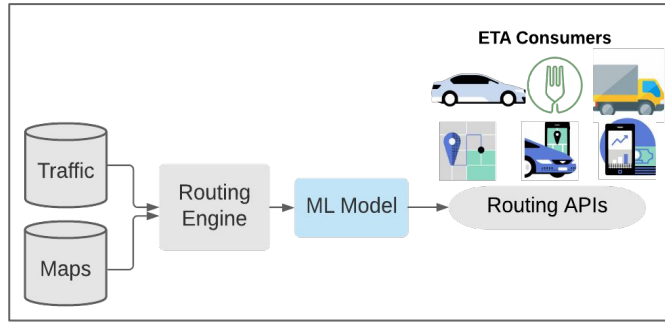 ETA Consumers
Traffic
Maps
Routing
Engine
ML Model
Routing APIs